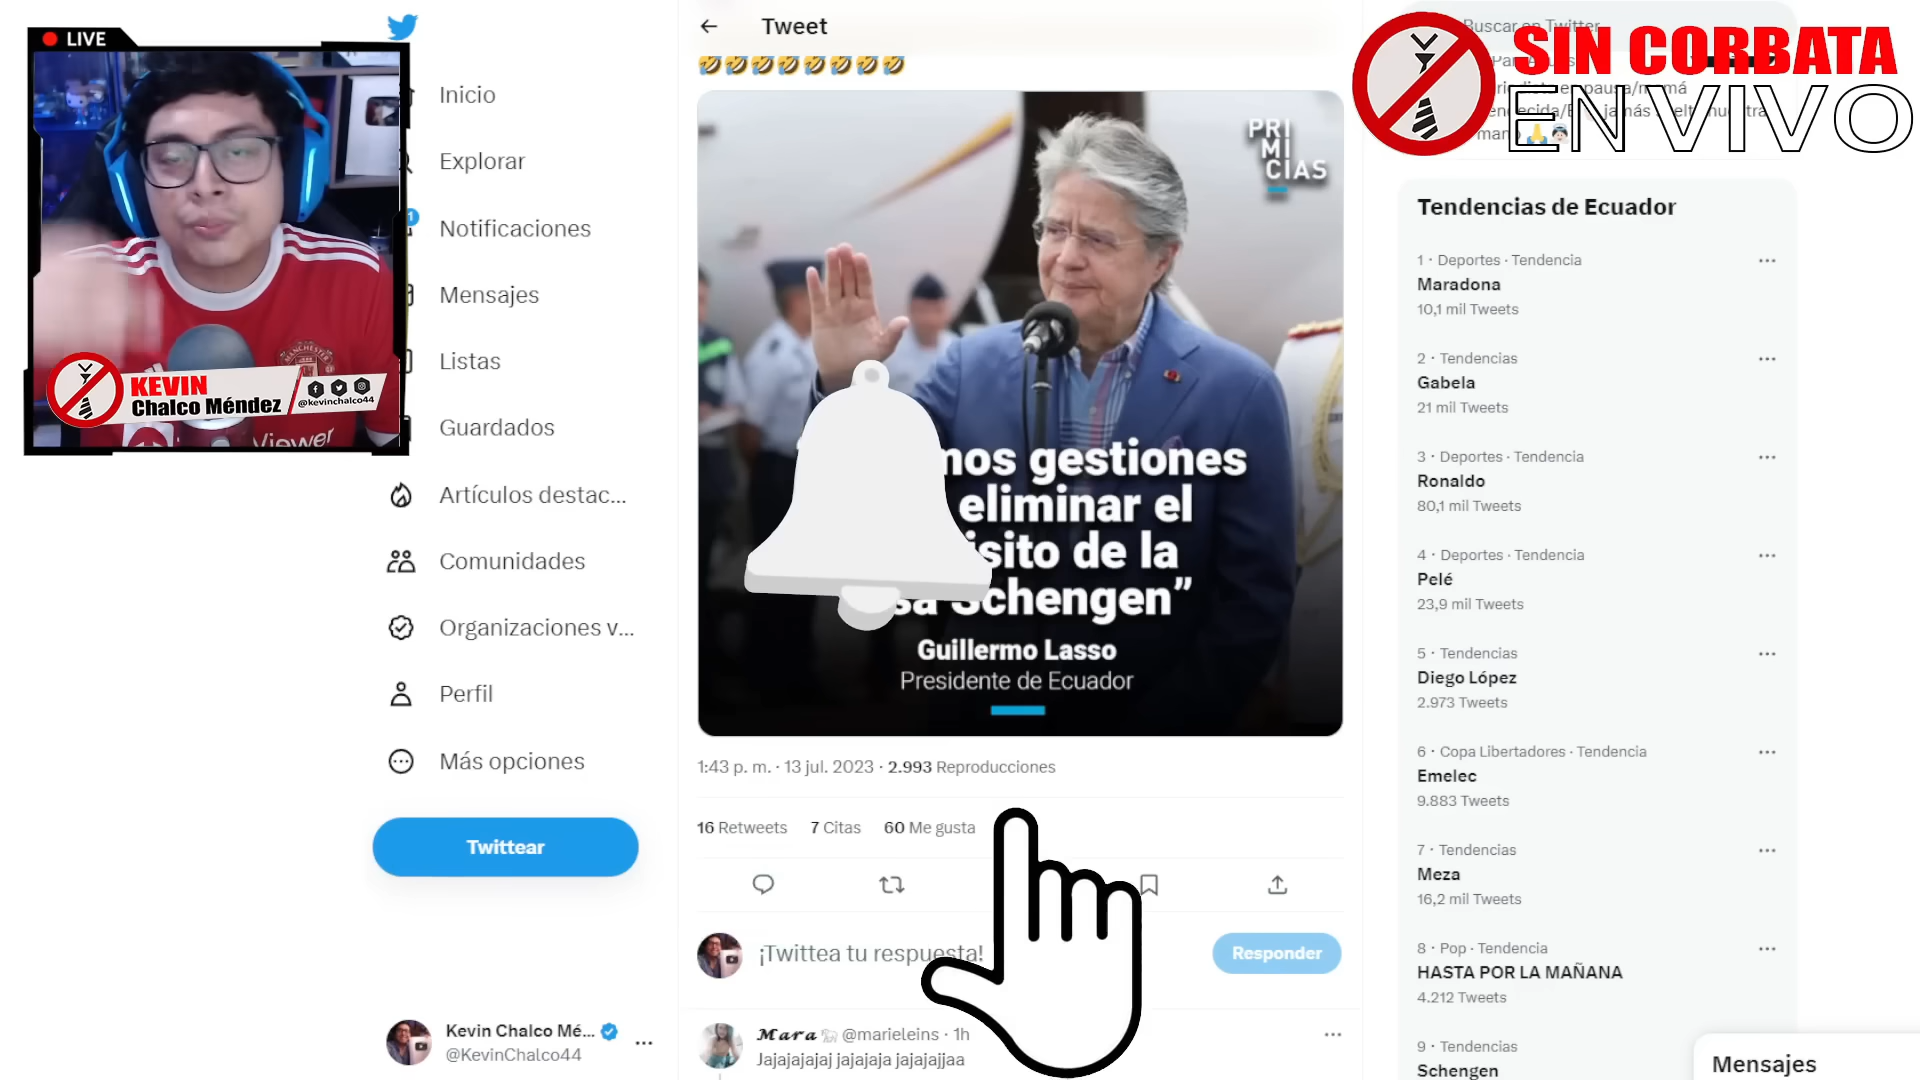 LIVE
KEVIN
Chalco Méndez
@kevinchalco44
Viewer
MANCHESTER
Inicio
Explorar
1
Notificaciones
Mensajes
Listas
Guardados
Artículos destac...
Comunidades
Organizaciones v...
Perfil
Más opciones
Twittear
Kevin Chalco Mé...
@KevinChalco44
Tweet
PRI
MI
CIAS
gestiones
eliminar el
de la
Schengen”
Guillermo Lasso
Presidente de Ecuador
1:43 p. m. · 13 jul. 2023 · 2.993 Reproducciones
16 Retweets 7 Citas 60 Me gusta
¡Twittea tu respuesta!
Responder
Mara @marieleins · 1h
Jajajajajaj jajajaja jajajajjaa
Buscar en Twitter
SIN CORBATA
EN VIVO
Tendencias de Ecuador
1 · Deportes · Tendencia
Maradona
10,1 mil Tweets
2 · Tendencias
Gabela
21 mil Tweets
3 · Deportes · Tendencia
Ronaldo
80,1 mil Tweets
4 · Deportes · Tendencia
Pelé
23,9 mil Tweets
5 · Tendencias
Diego López
2.973 Tweets
6 · Copa Libertadores · Tendencia
Emelec
9.883 Tweets
7 · Tendencias
Meza
16,2 mil Tweets
8 · Pop · Tendencia
HASTA POR LA MAÑANA
4.212 Tweets
9 · Tendencias
Schengen
Mensajes